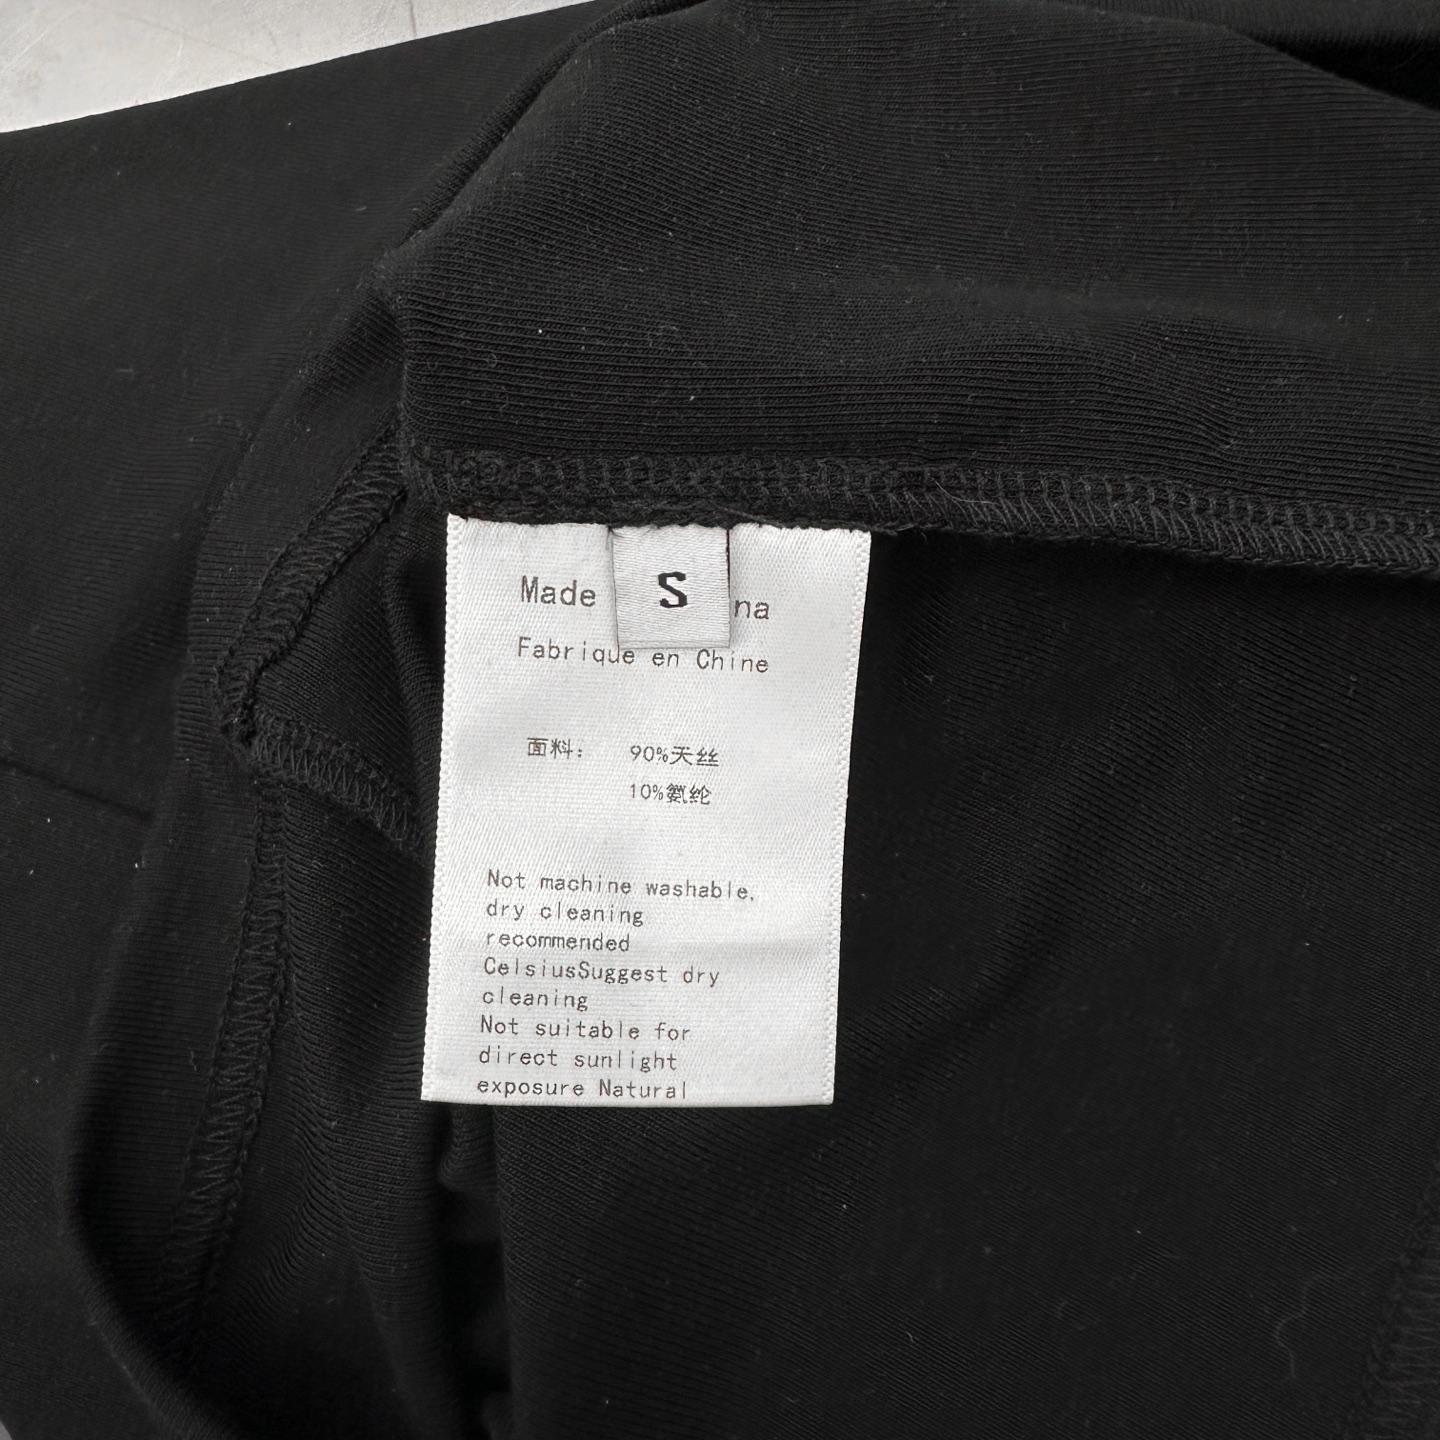 S
Made na
Fabrique en Chine
面料： 90%天丝
10%氨纶
Not machine washable,
dry cleaning
recommended
CelsiusSuggest dry
cleaning
Not suitable for
direct sunlight
exposure Natural